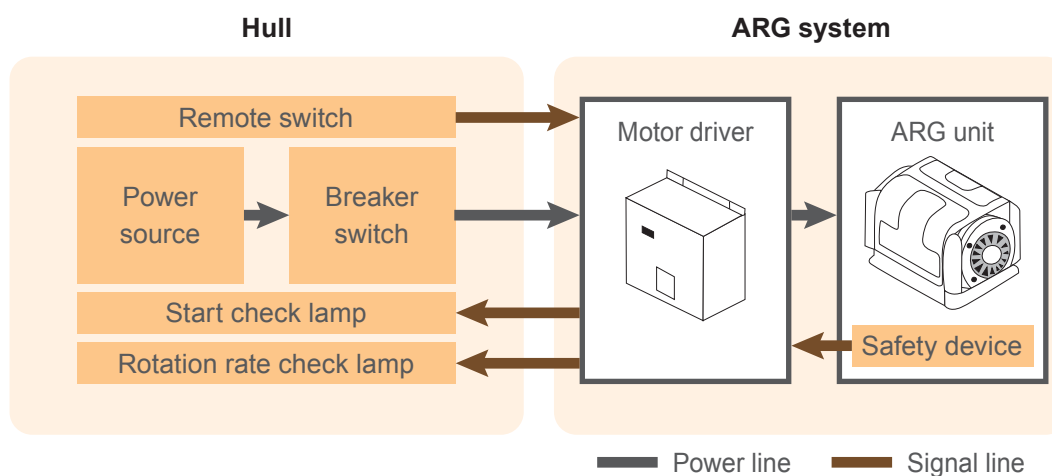 Hull
ARG system
Remote switch
Motor driver
ARG unit
Power
source
Breaker
switch
Start check lamp
Rotation rate check lamp
Safety device
Power line
Signal line